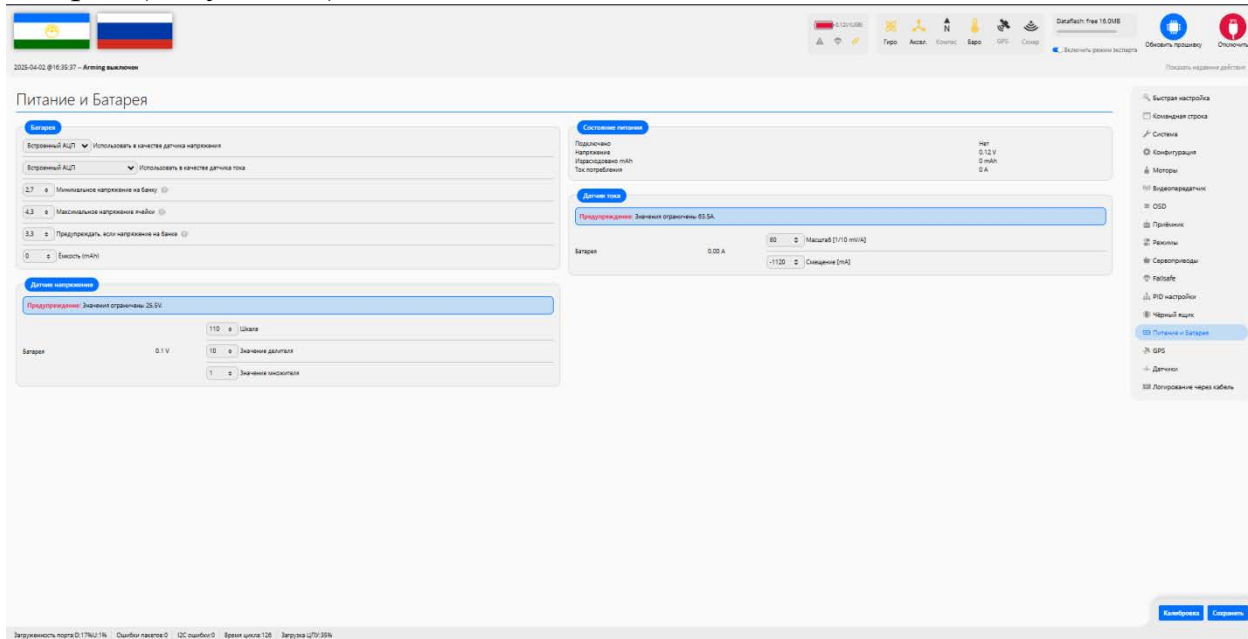 0.12V (USB)
Гиро Аксел. Компас Баро GPS Сонар
Dataflash: free 16.0MB
Включить режим эксперта
Обновить прошивку
Отключить
2025-04-02 @16:35:37 -- Arming выключен
Показать недавние действия
Питание и Батарея
Батарея
Встроенный АЦП Использовать в качестве датчика напряжения
Встроенный АЦП Использовать в качестве датчика тока
2,7 Минимальное напряжение на банку
4,3 Максимальное напряжение ячейки
3,3 Предупреждать, если напряжение на банке
0 Ёмкость (mAh)
Датчик напряжения
Предупреждение: Значения ограничены 25.5V.
Батарея 0.1 V
110 Шкала
10 Значение делителя
1 Значение множителя
Состояние питания
Подключено Нет
Напряжение 0.12 V
Израсходовано mAh 0 mAh
Ток потребления 0 A
Датчик тока
Предупреждение: Значения ограничены 63.5A.
Батарея 0.00 A
80 Масштаб [1/10 mV/A]
-1120 Смещение [mA]
Быстрая настройка
Командная строка
Система
Конфигурация
Моторы
Видеопередатчик
OSD
Приёмник
Режимы
Сервоприводы
Failsafe
PID настройки
Чёрный ящик
Питание и Батарея
GPS
Датчики
Логирование через кабель
Калибровка Сохранить
Загруженность порта:D:17%U:1% Ошибки пакетов:0 I2C ошибки:0 Время цикла:126 Загрузка ЦПУ:35%